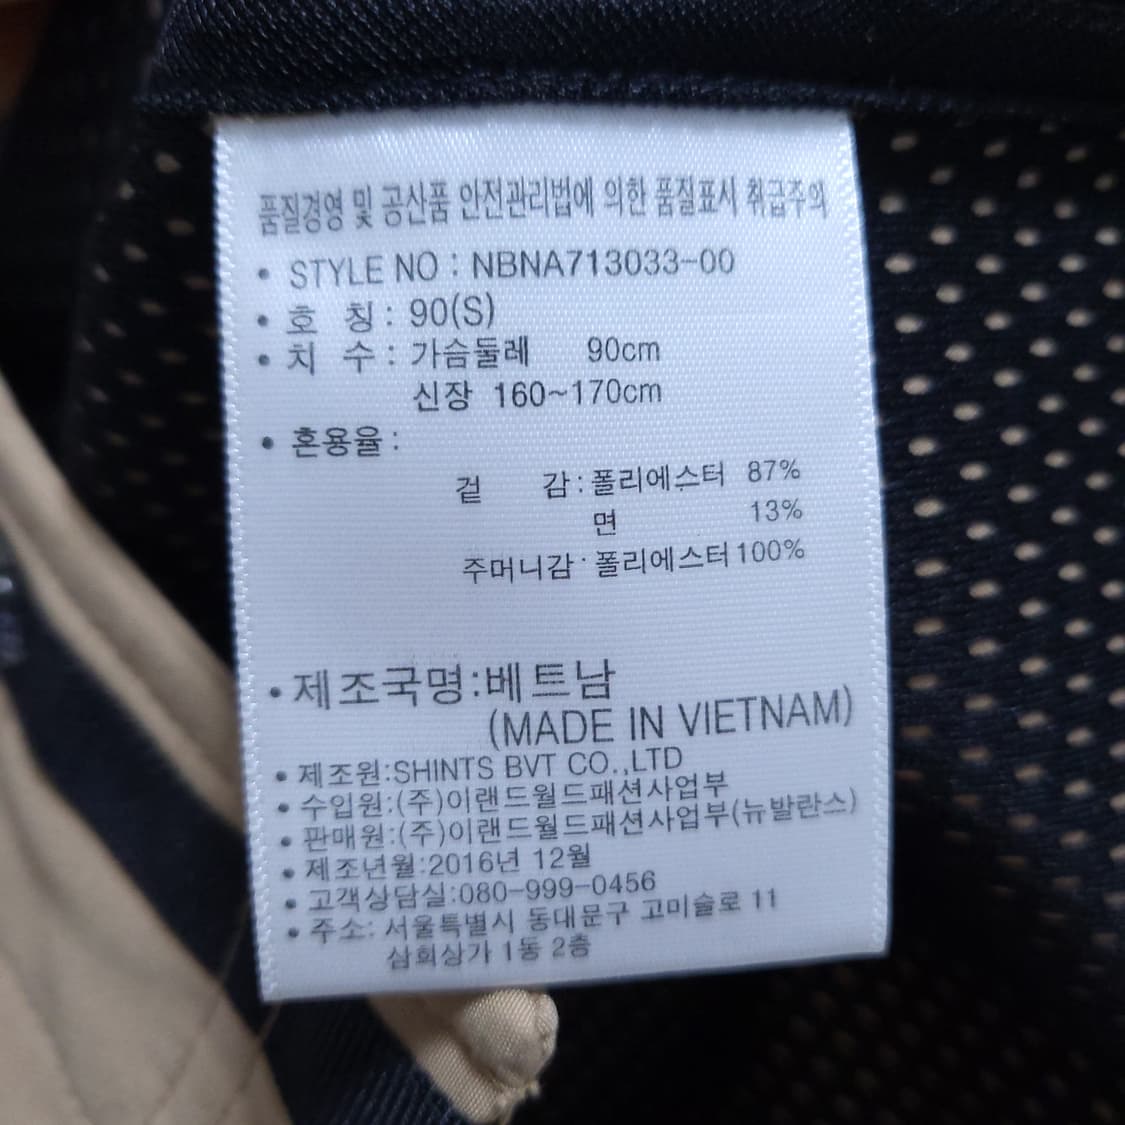 품질경영 및 공산품 안전관리법에 의한 품질표시 취급주의
• STYLE NO : NBNA713033-00
• 호 칭 : 90(S)
• 치 수 : 가슴둘레 90cm
신장 160~170cm
• 혼용율 :
겉 감 : 폴리에스터 87%
면 13%
주머니감 : 폴리에스터 100%
• 제조국명:베트남
(MADE IN VIETNAM)
• 제조원:SHINTS BVT CO.,LTD
• 수입원:(주)이랜드월드패션사업부
• 판매원:(주)이랜드월드패션사업부(뉴발란스)
• 제조년월:2016년 12월
• 고객상담실:080-999-0456
• 주소: 서울특별시 동대문구 고미술로 11
삼희상가 1동 2층